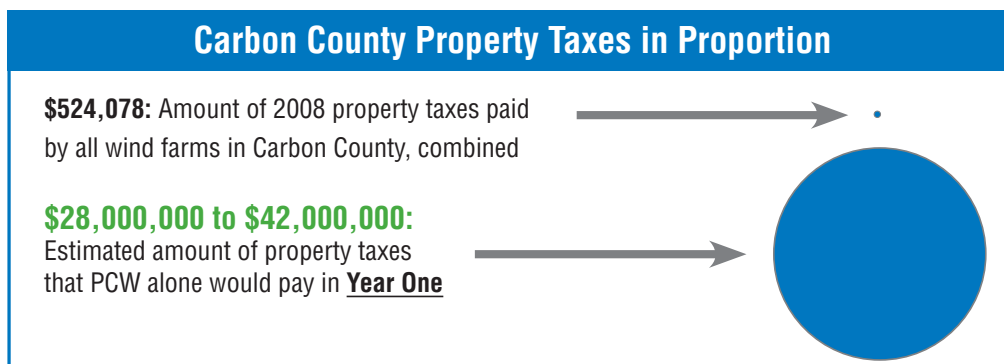 Carbon County Property Taxes in Proportion
$524,078: Amount of 2008 property taxes paid
by all wind farms in Carbon County, combined
$28,000,000 to $42,000,000:
Estimated amount of property taxes
that PCW alone would pay in Year One